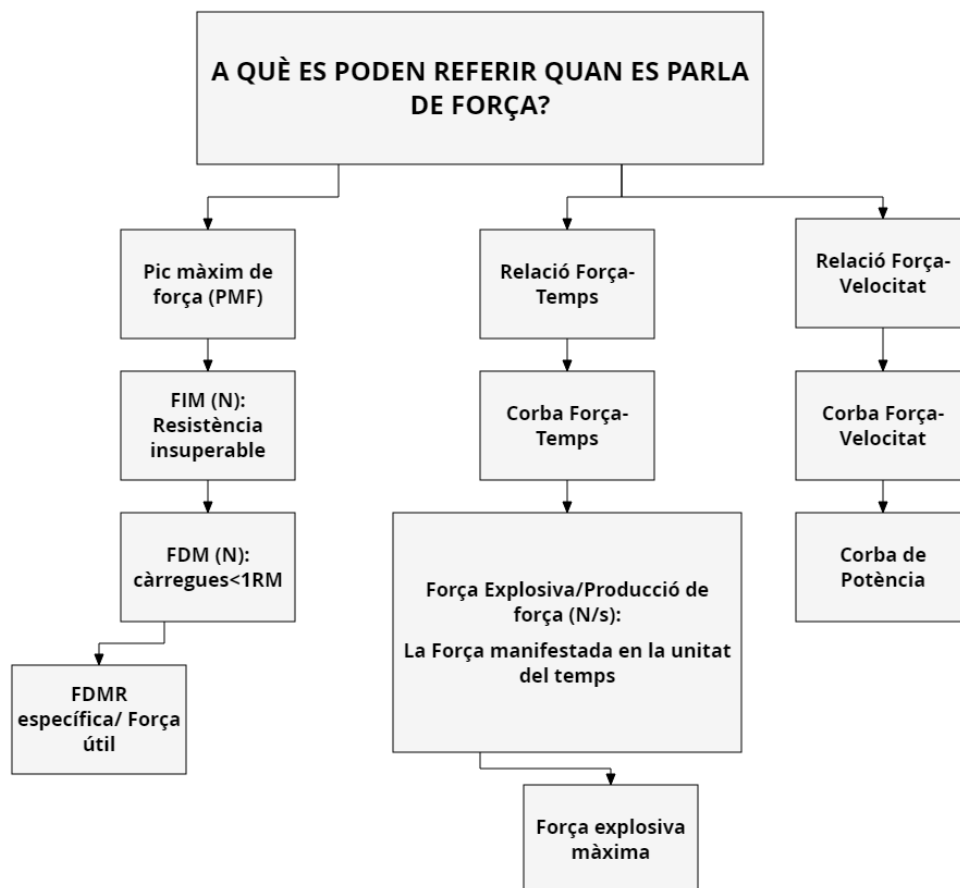 A QUÈ ES PODEN REFERIR QUAN ES PARLA
DE FORÇA?
Pic màxim de
força (PMF)
FIM (N):
Resistència
insuperable
FDM (N):
càrregues<1RM
FDMR
específica/ Força
útil
Relació Força-
Temps
Corba Força-
Temps
Força Explosiva/Producció de
força (N/s):
La Força manifestada en la unitat
del temps
Força explosiva
màxima
Relació Força-
Velocitat
Corba Força-
Velocitat
Corba de
Potència